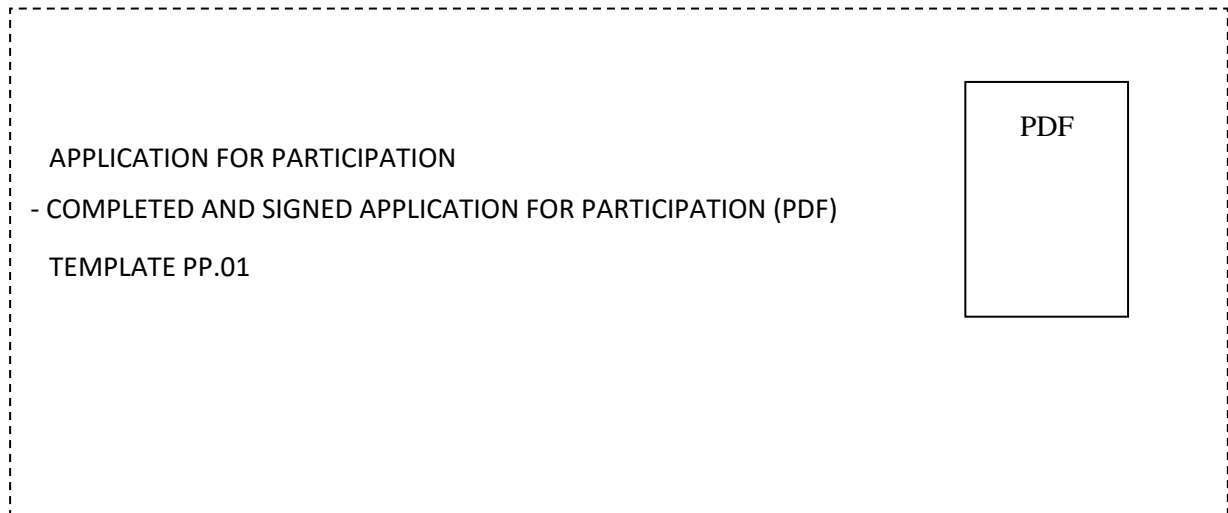 PDF
APPLICATION FOR PARTICIPATION
- COMPLETED AND SIGNED APPLICATION FOR PARTICIPATION (PDF)
TEMPLATE PP.01